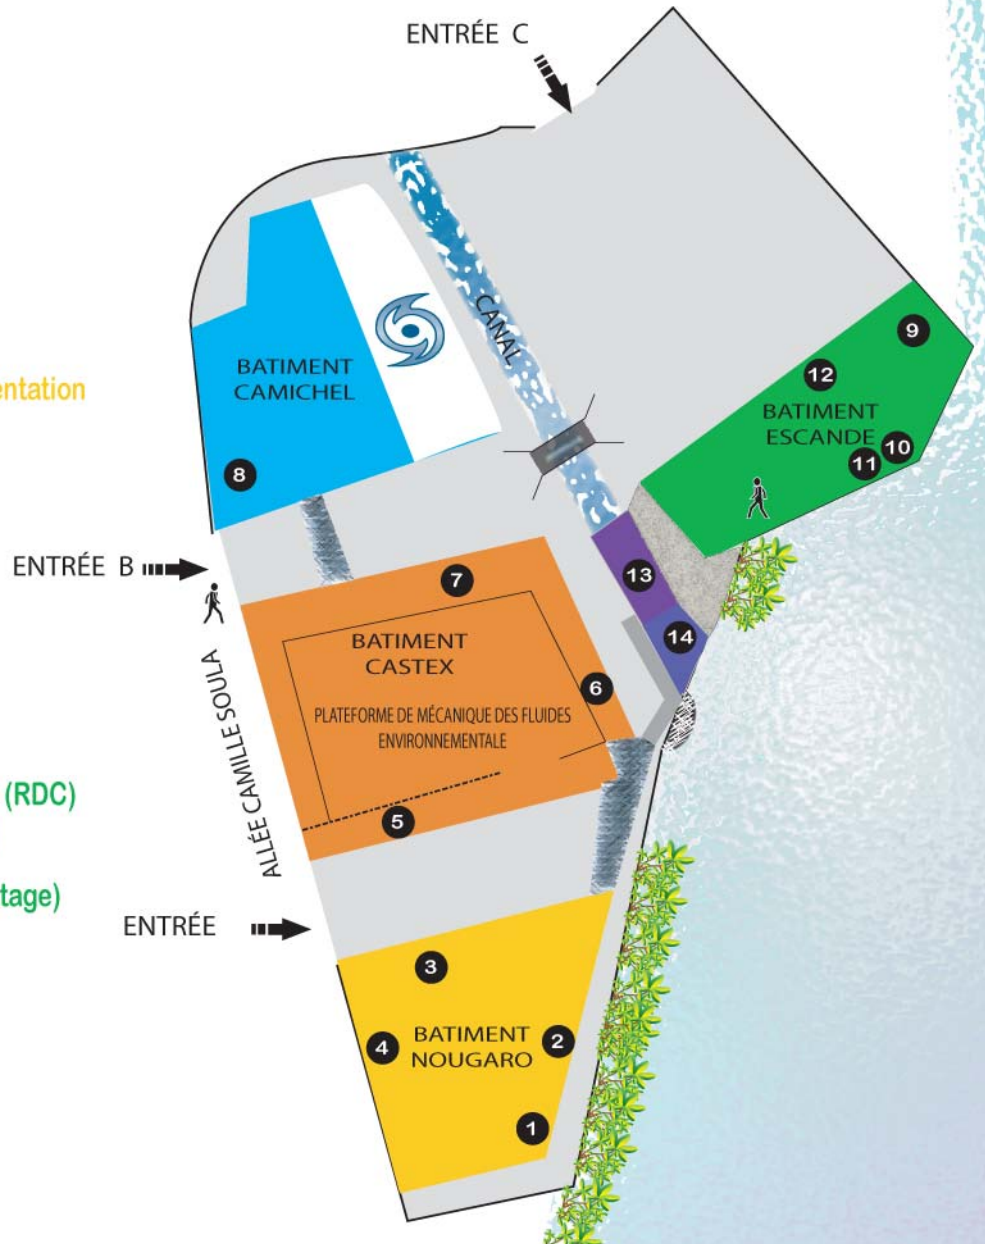 ENTRÉE C
CANAL
9
BATIMENT
CAMICHEL
12
entation
BATIMENT
ESCANDE
10
11
8
ENTRÉE B
7
13
BATIMENT
CASTEX
14
6
PLATEFORME DE MÉCANIQUE DES FLUIDES
ENVIRONNEMENTALE
ALLÉE CAMILLE SOULA
(RDC)
5
tage)
ENTRÉE
3
BATIMENT
NOUGARO
4
2
1